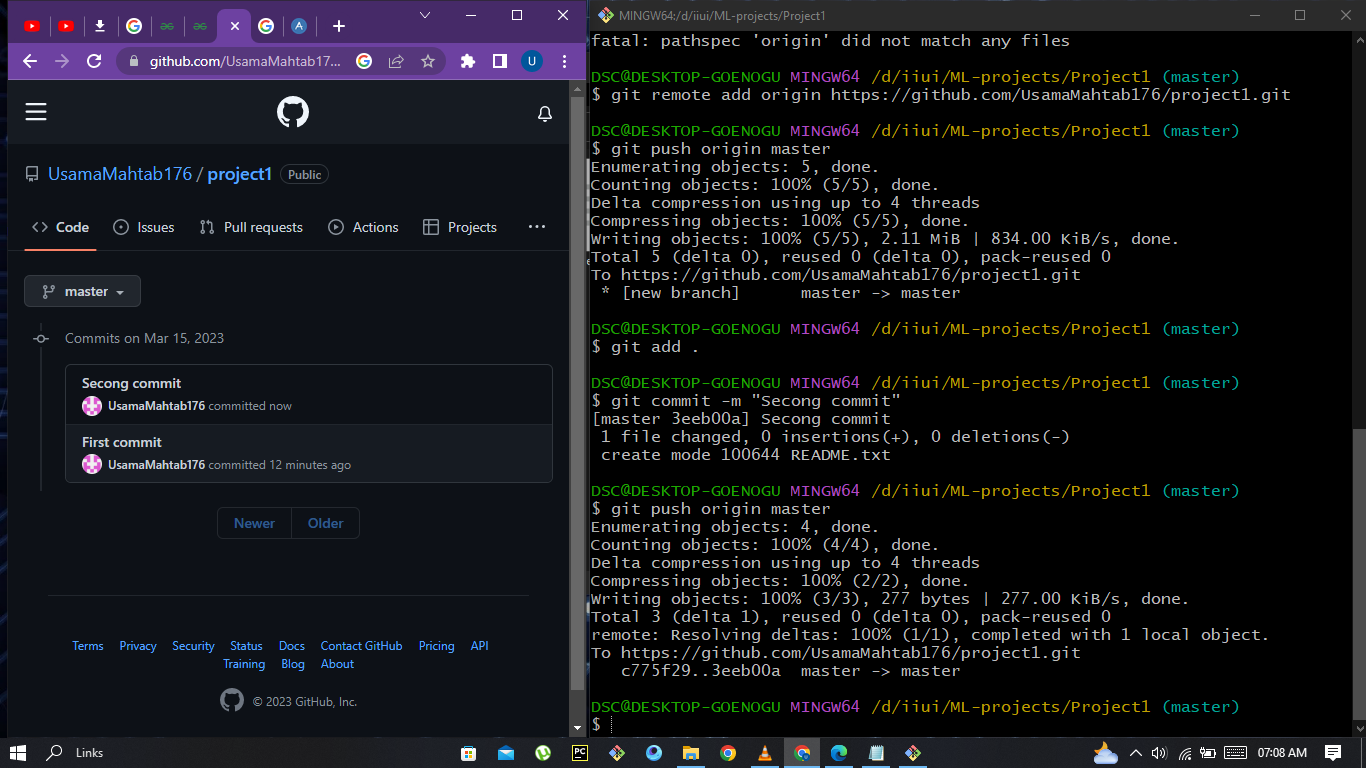 github.com/UsamaMahtab17...
U
UsamaMahtab176 / project1 Public
Code Issues Pull requests Actions Projects ...
master
Commits on Mar 15, 2023
Secong commit
UsamaMahtab176 committed now
First commit
UsamaMahtab176 committed 12 minutes ago
Newer Older
Terms Privacy Security Status Docs Contact GitHub Pricing API
Training Blog About
© 2023 GitHub, Inc.
MINGW64:/d/iiui/ML-projects/Project1
fatal: pathspec 'origin' did not match any files
DSC@DESKTOP-GOENOGU MINGW64 /d/iiui/ML-projects/Project1 (master)
$ git remote add origin https://github.com/UsamaMahtab176/project1.git
DSC@DESKTOP-GOENOGU MINGW64 /d/iiui/ML-projects/Project1 (master)
$ git push origin master
Enumerating objects: 5, done.
Counting objects: 100% (5/5), done.
Delta compression using up to 4 threads
Compressing objects: 100% (5/5), done.
Writing objects: 100% (5/5), 2.11 MiB | 834.00 KiB/s, done.
Total 5 (delta 0), reused 0 (delta 0), pack-reused 0
To https://github.com/UsamaMahtab176/project1.git
 * [new branch]      master -> master
DSC@DESKTOP-GOENOGU MINGW64 /d/iiui/ML-projects/Project1 (master)
$ git add .
DSC@DESKTOP-GOENOGU MINGW64 /d/iiui/ML-projects/Project1 (master)
$ git commit -m "Secong commit"
[master 3eeb00a] Secong commit
 1 file changed, 0 insertions(+), 0 deletions(-)
 create mode 100644 README.txt
DSC@DESKTOP-GOENOGU MINGW64 /d/iiui/ML-projects/Project1 (master)
$ git push origin master
Enumerating objects: 4, done.
Counting objects: 100% (4/4), done.
Delta compression using up to 4 threads
Compressing objects: 100% (2/2), done.
Writing objects: 100% (3/3), 277 bytes | 277.00 KiB/s, done.
Total 3 (delta 1), reused 0 (delta 0), pack-reused 0
remote: Resolving deltas: 100% (1/1), completed with 1 local object.
To https://github.com/UsamaMahtab176/project1.git
   c775f29..3eeb00a  master -> master
DSC@DESKTOP-GOENOGU MINGW64 /d/iiui/ML-projects/Project1 (master)
$
Links
PC
07:08 AM